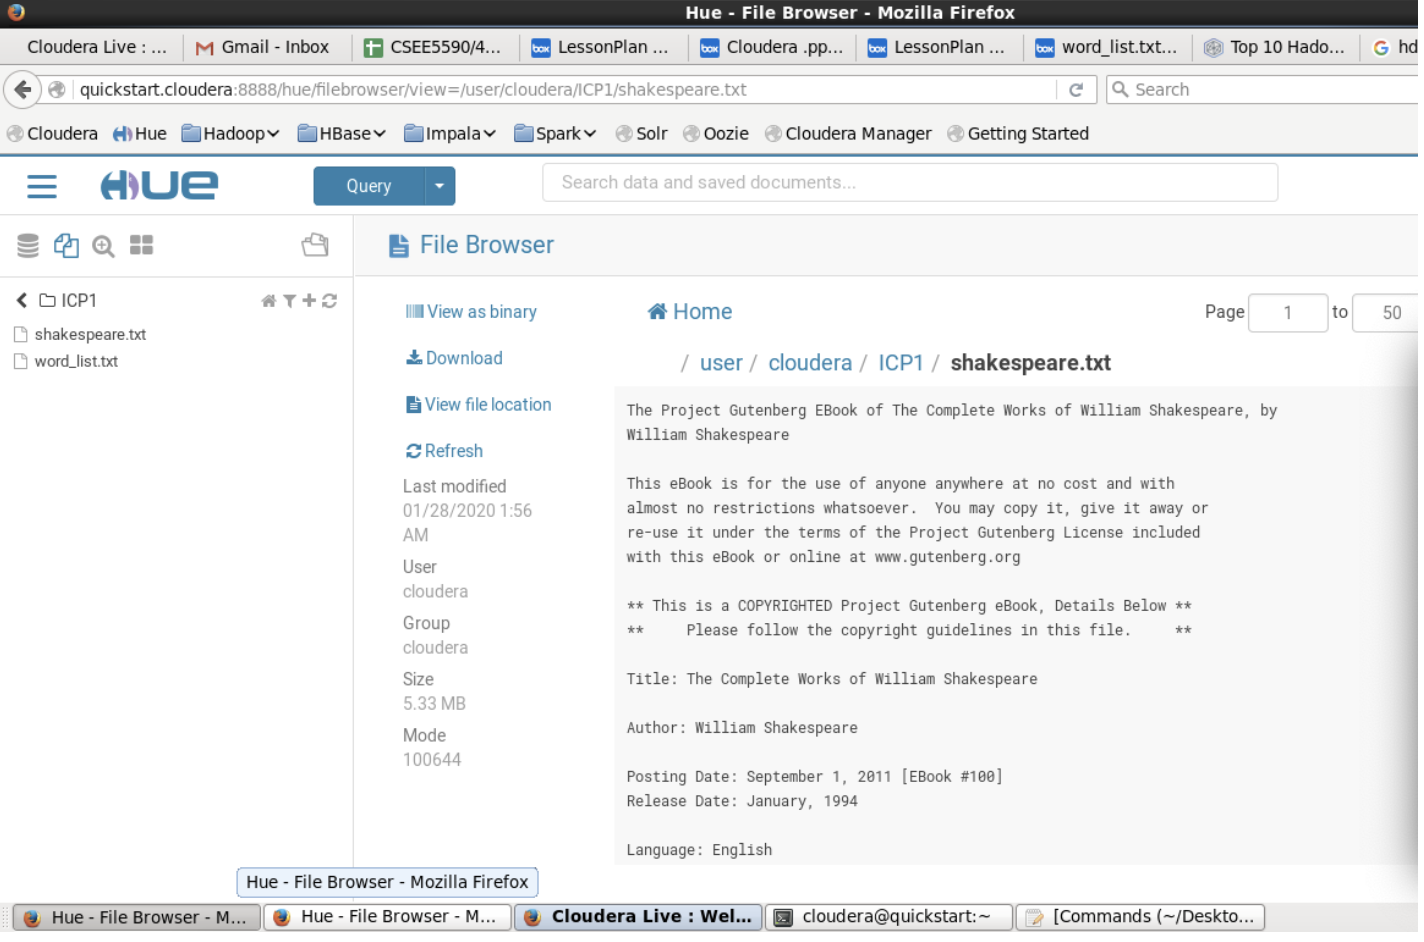 Hue - File Browser - Mozilla Firefox
Cloudera Live : ...
Gmail - Inbox
CSEE5590/4...
box LessonPlan ...
box Cloudera .pp...
box LessonPlan ...
box word_list.txt...
Top 10 Hado...
G hd
quickstart.cloudera:8888/hue/filebrowser/view=/user/cloudera/ICP1/shakespeare.txt
Search
Cloudera
Hue
Hadoop
HBase
Impala
Spark
Solr
Oozie
Cloudera Manager
Getting Started
HUE
Query
Search data and saved documents...
File Browser
ICP1
shakespeare.txt
word_list.txt
View as binary
Download
View file location
Refresh
Last modified
01/28/2020 1:56
AM
User
cloudera
Group
cloudera
Size
5.33 MB
Mode
100644
Home
Page 1 to 50
/ user / cloudera / ICP1 / shakespeare.txt
The Project Gutenberg EBook of The Complete Works of William Shakespeare, by
William Shakespeare
This eBook is for the use of anyone anywhere at no cost and with
almost no restrictions whatsoever.  You may copy it, give it away or
re-use it under the terms of the Project Gutenberg License included
with this eBook or online at www.gutenberg.org
** This is a COPYRIGHTED Project Gutenberg eBook, Details Below **
**     Please follow the copyright guidelines in this file.     **
Title: The Complete Works of William Shakespeare
Author: William Shakespeare
Posting Date: September 1, 2011 [EBook #100]
Release Date: January, 1994
Language: English
Hue - File Browser - Mozilla Firefox
Hue - File Browser - M...
Hue - File Browser - M...
Cloudera Live : Wel...
cloudera@quickstart:~
[Commands (~/Deskto...